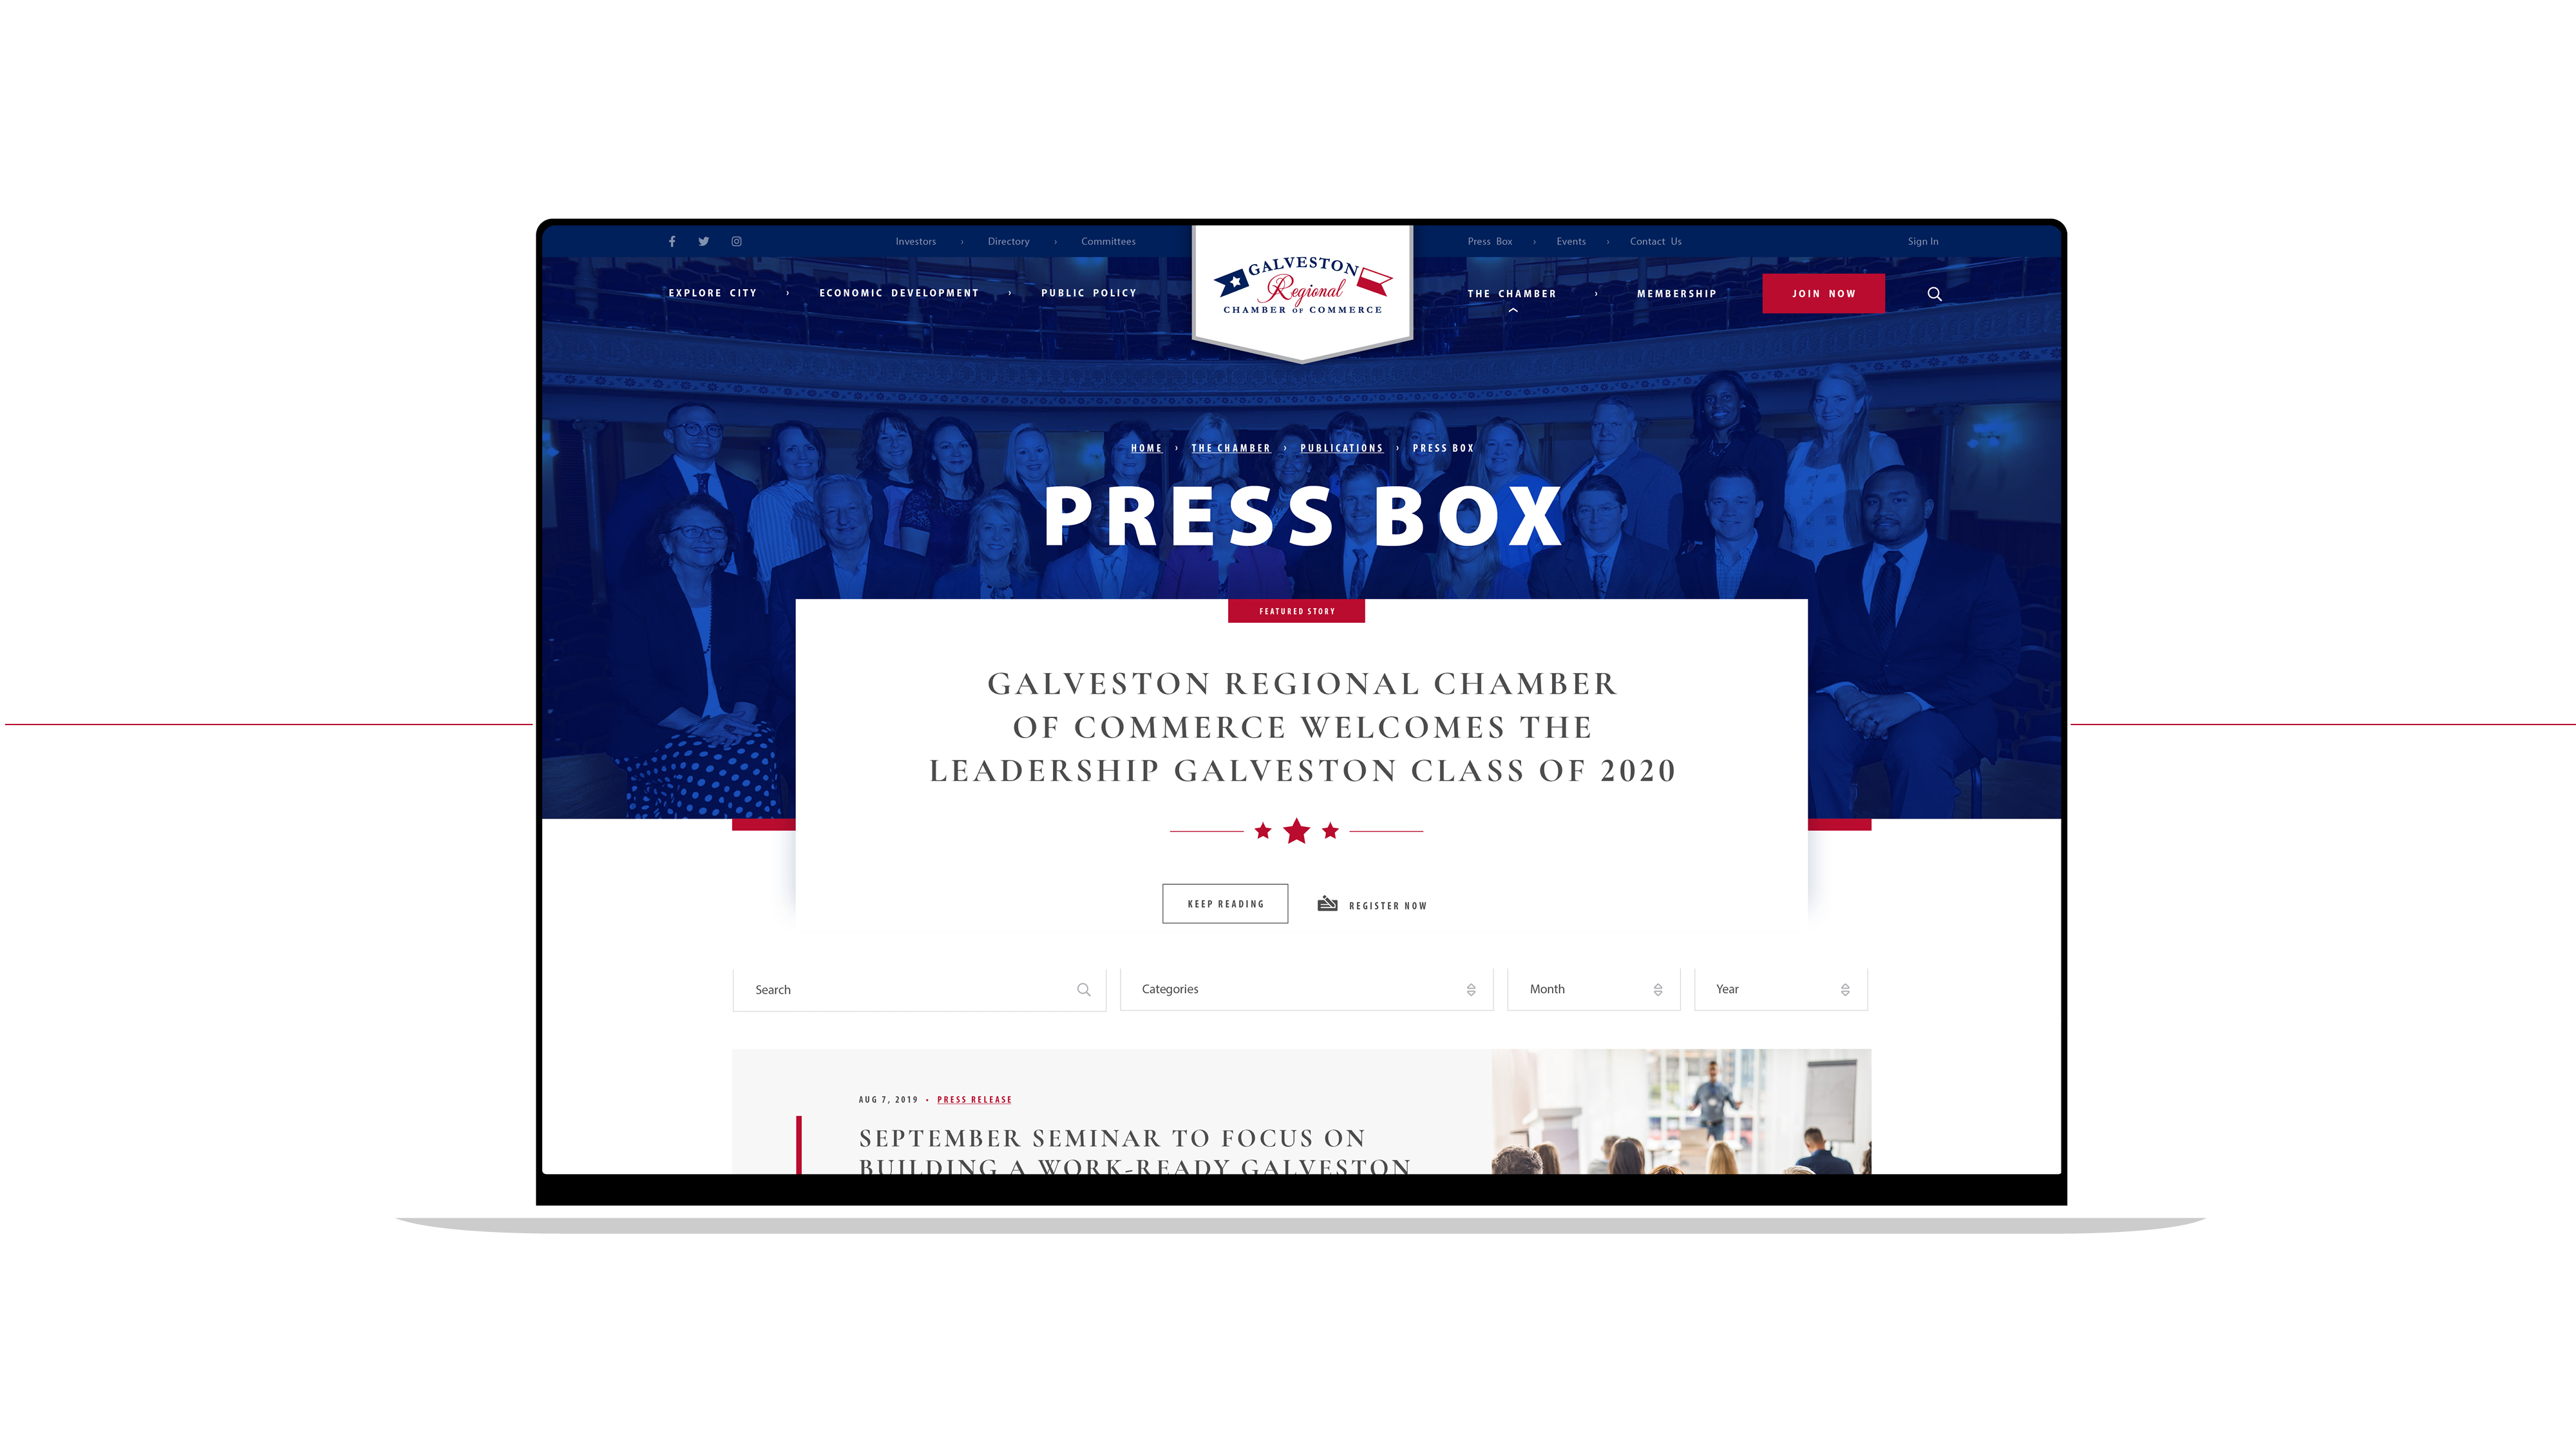 Investors › Directory › Committees
Press Box › Events › Contact Us
Sign In
EXPLORE CITY › ECONOMIC DEVELOPMENT › PUBLIC POLICY
GALVESTON
Regional
CHAMBER OF COMMERCE
THE CHAMBER › MEMBERSHIP
JOIN NOW
HOME › THE CHAMBER › PUBLICATIONS › PRESS BOX
PRESS BOX
FEATURED STORY
GALVESTON REGIONAL CHAMBER
OF COMMERCE WELCOMES THE
LEADERSHIP GALVESTON CLASS OF 2020
KEEP READING
REGISTER NOW
Search
Categories
Month
Year
AUG 7, 2019 • PRESS RELEASE
SEPTEMBER SEMINAR TO FOCUS ON
BUILDING A WORK-READY GALVESTON